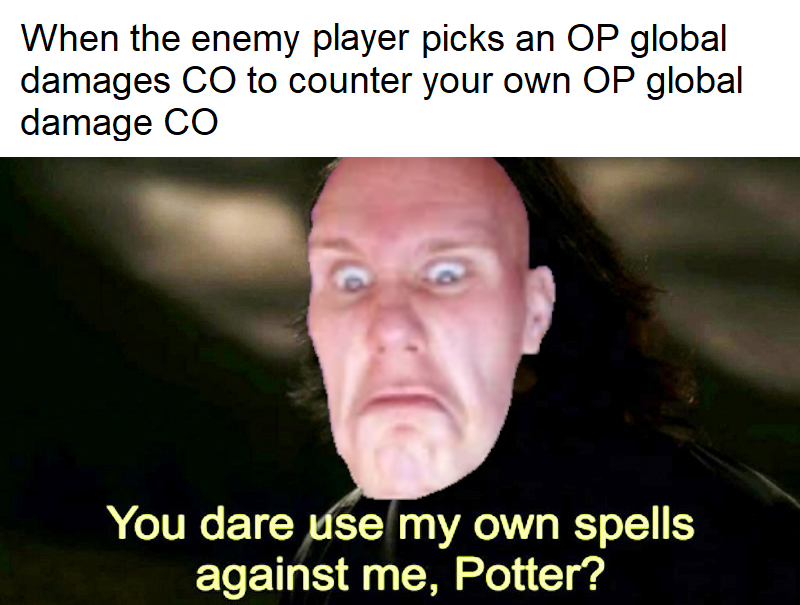 When the enemy player picks an OP global
damages CO to counter your own OP global
damage CO
You dare use my own spells
against me, Potter?